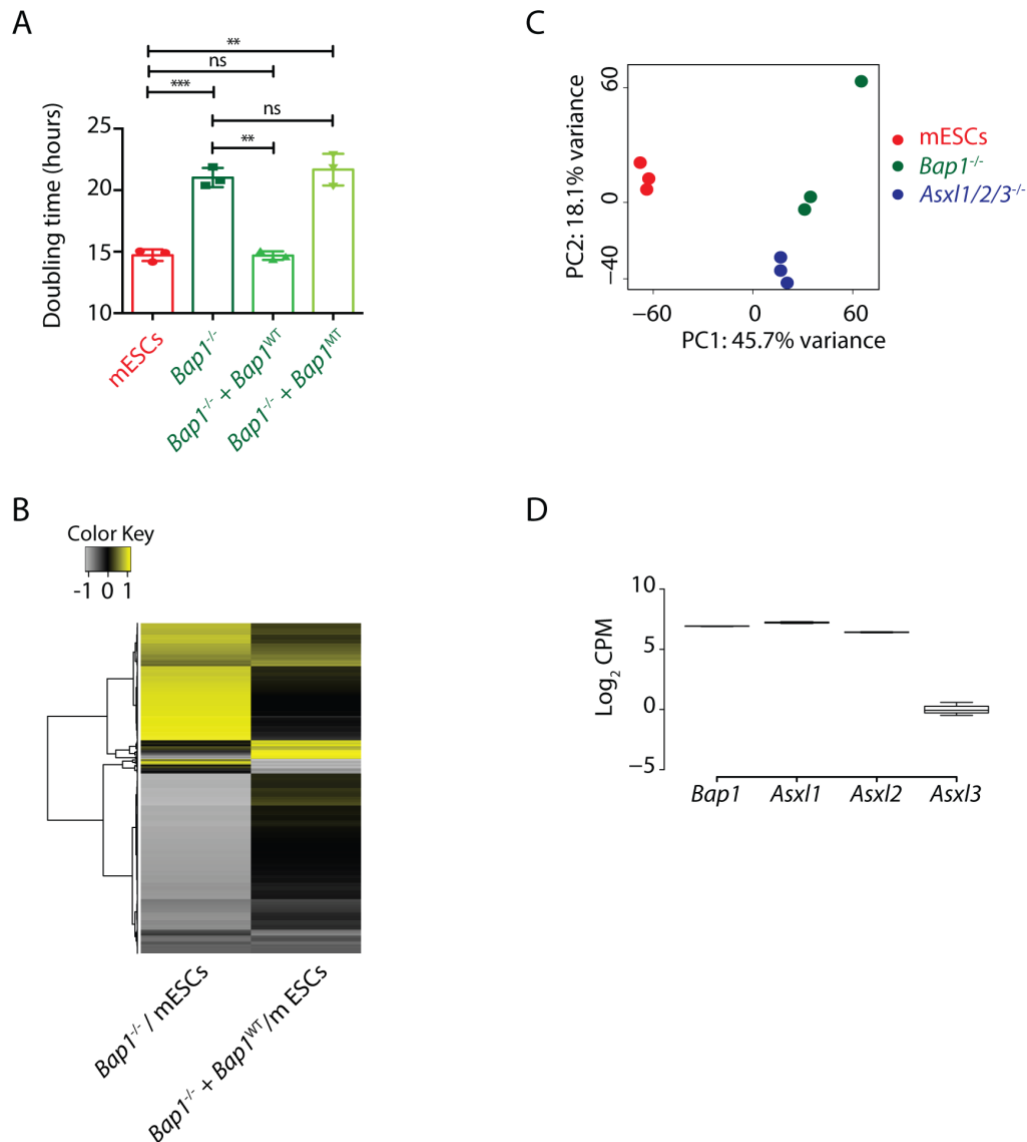 A
**
ns
***
ns
**
Doubling time (hours)
25
20
15
10
mESCs
Bap1-/-
Bap1-/- + Bap1WT
Bap1-/- + Bap1MT
C
PC2: 18.1% variance
60
0
−40
−60
0
60
PC1: 45.7% variance
mESCs
Bap1-/-
Asxl1/2/3-/-
B
Color Key
-1 0 1
Bap1-/- / mESCs
Bap1-/- + Bap1WT/m ESCs
D
Log2 CPM
10
5
0
−5
Bap1
Asxl1
Asxl2
Asxl3